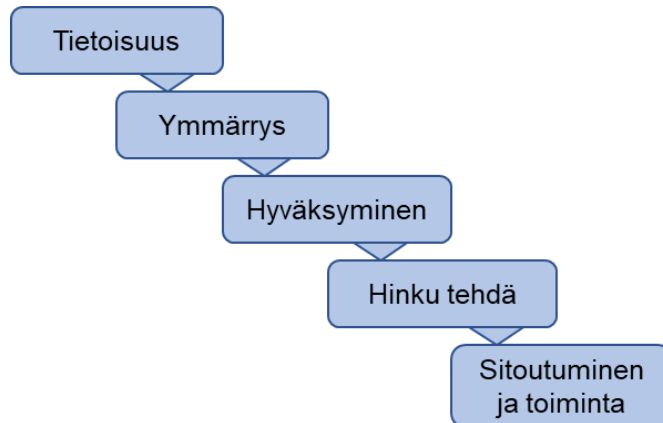 Tietoisuus
Ymmärrys
Hyväksyminen
Hinku tehdä
Sitoutuminen
ja toiminta